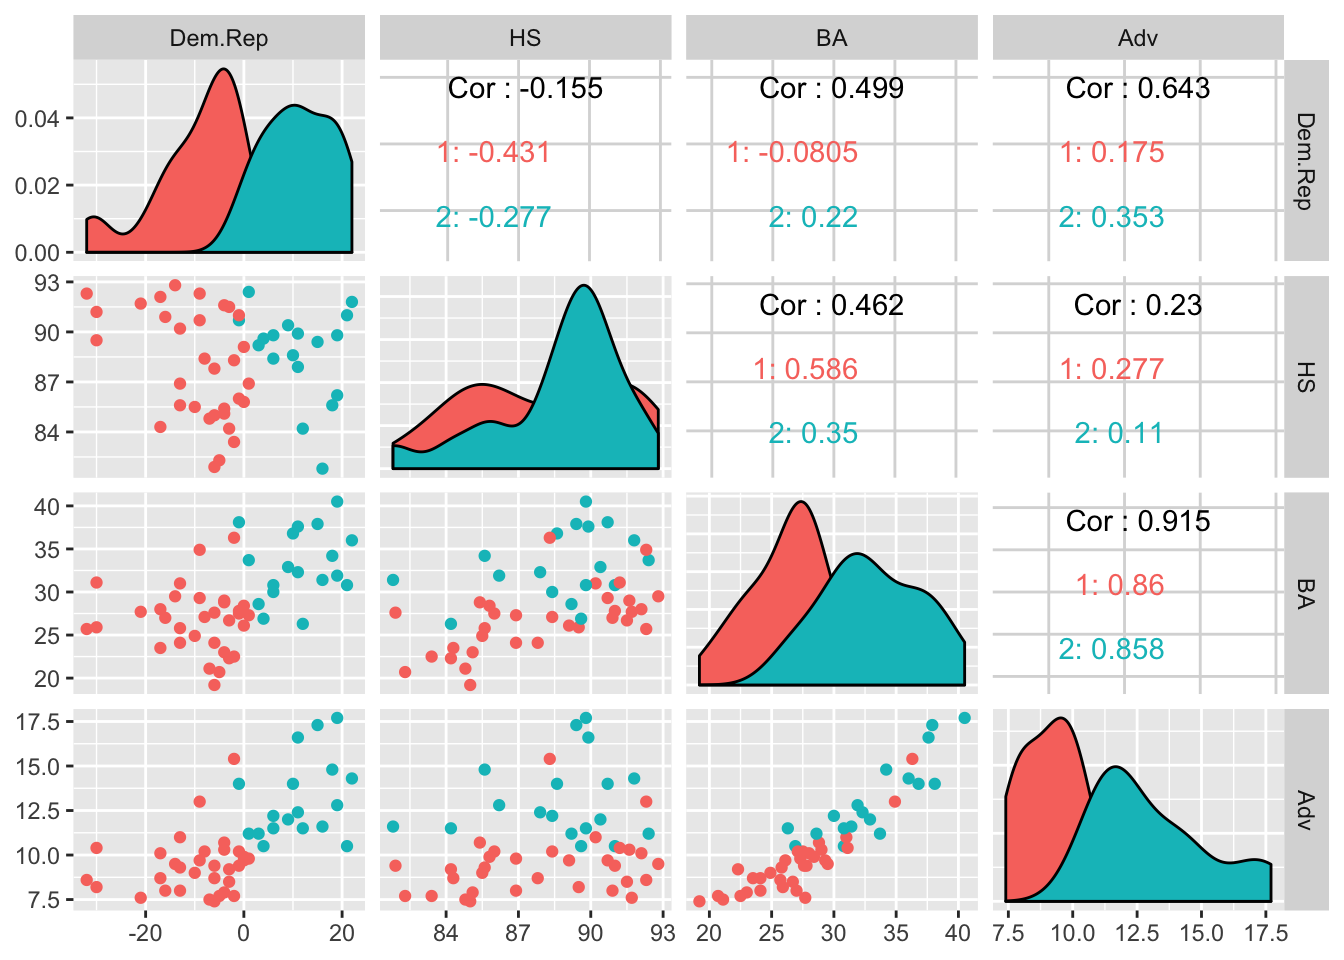 Dem.Rep HS BA Adv
Cor : -0.155
1: -0.431
2: -0.277
Cor : 0.499
1: -0.0805
2: 0.22
Cor : 0.643
1: 0.175
2: 0.353
Dem.Rep
0.04
0.02
0.00
Cor : 0.462
1: 0.586
2: 0.35
Cor : 0.23
1: 0.277
2: 0.11
HS
93
90
87
84
Cor : 0.915
1: 0.86
2: 0.858
BA
40
35
30
25
20
Adv
17.5
15.0
12.5
10.0
7.5
-20 0 20
84 87 90 93
20 25 30 35 40
7.5 10.0 12.5 15.0 17.5